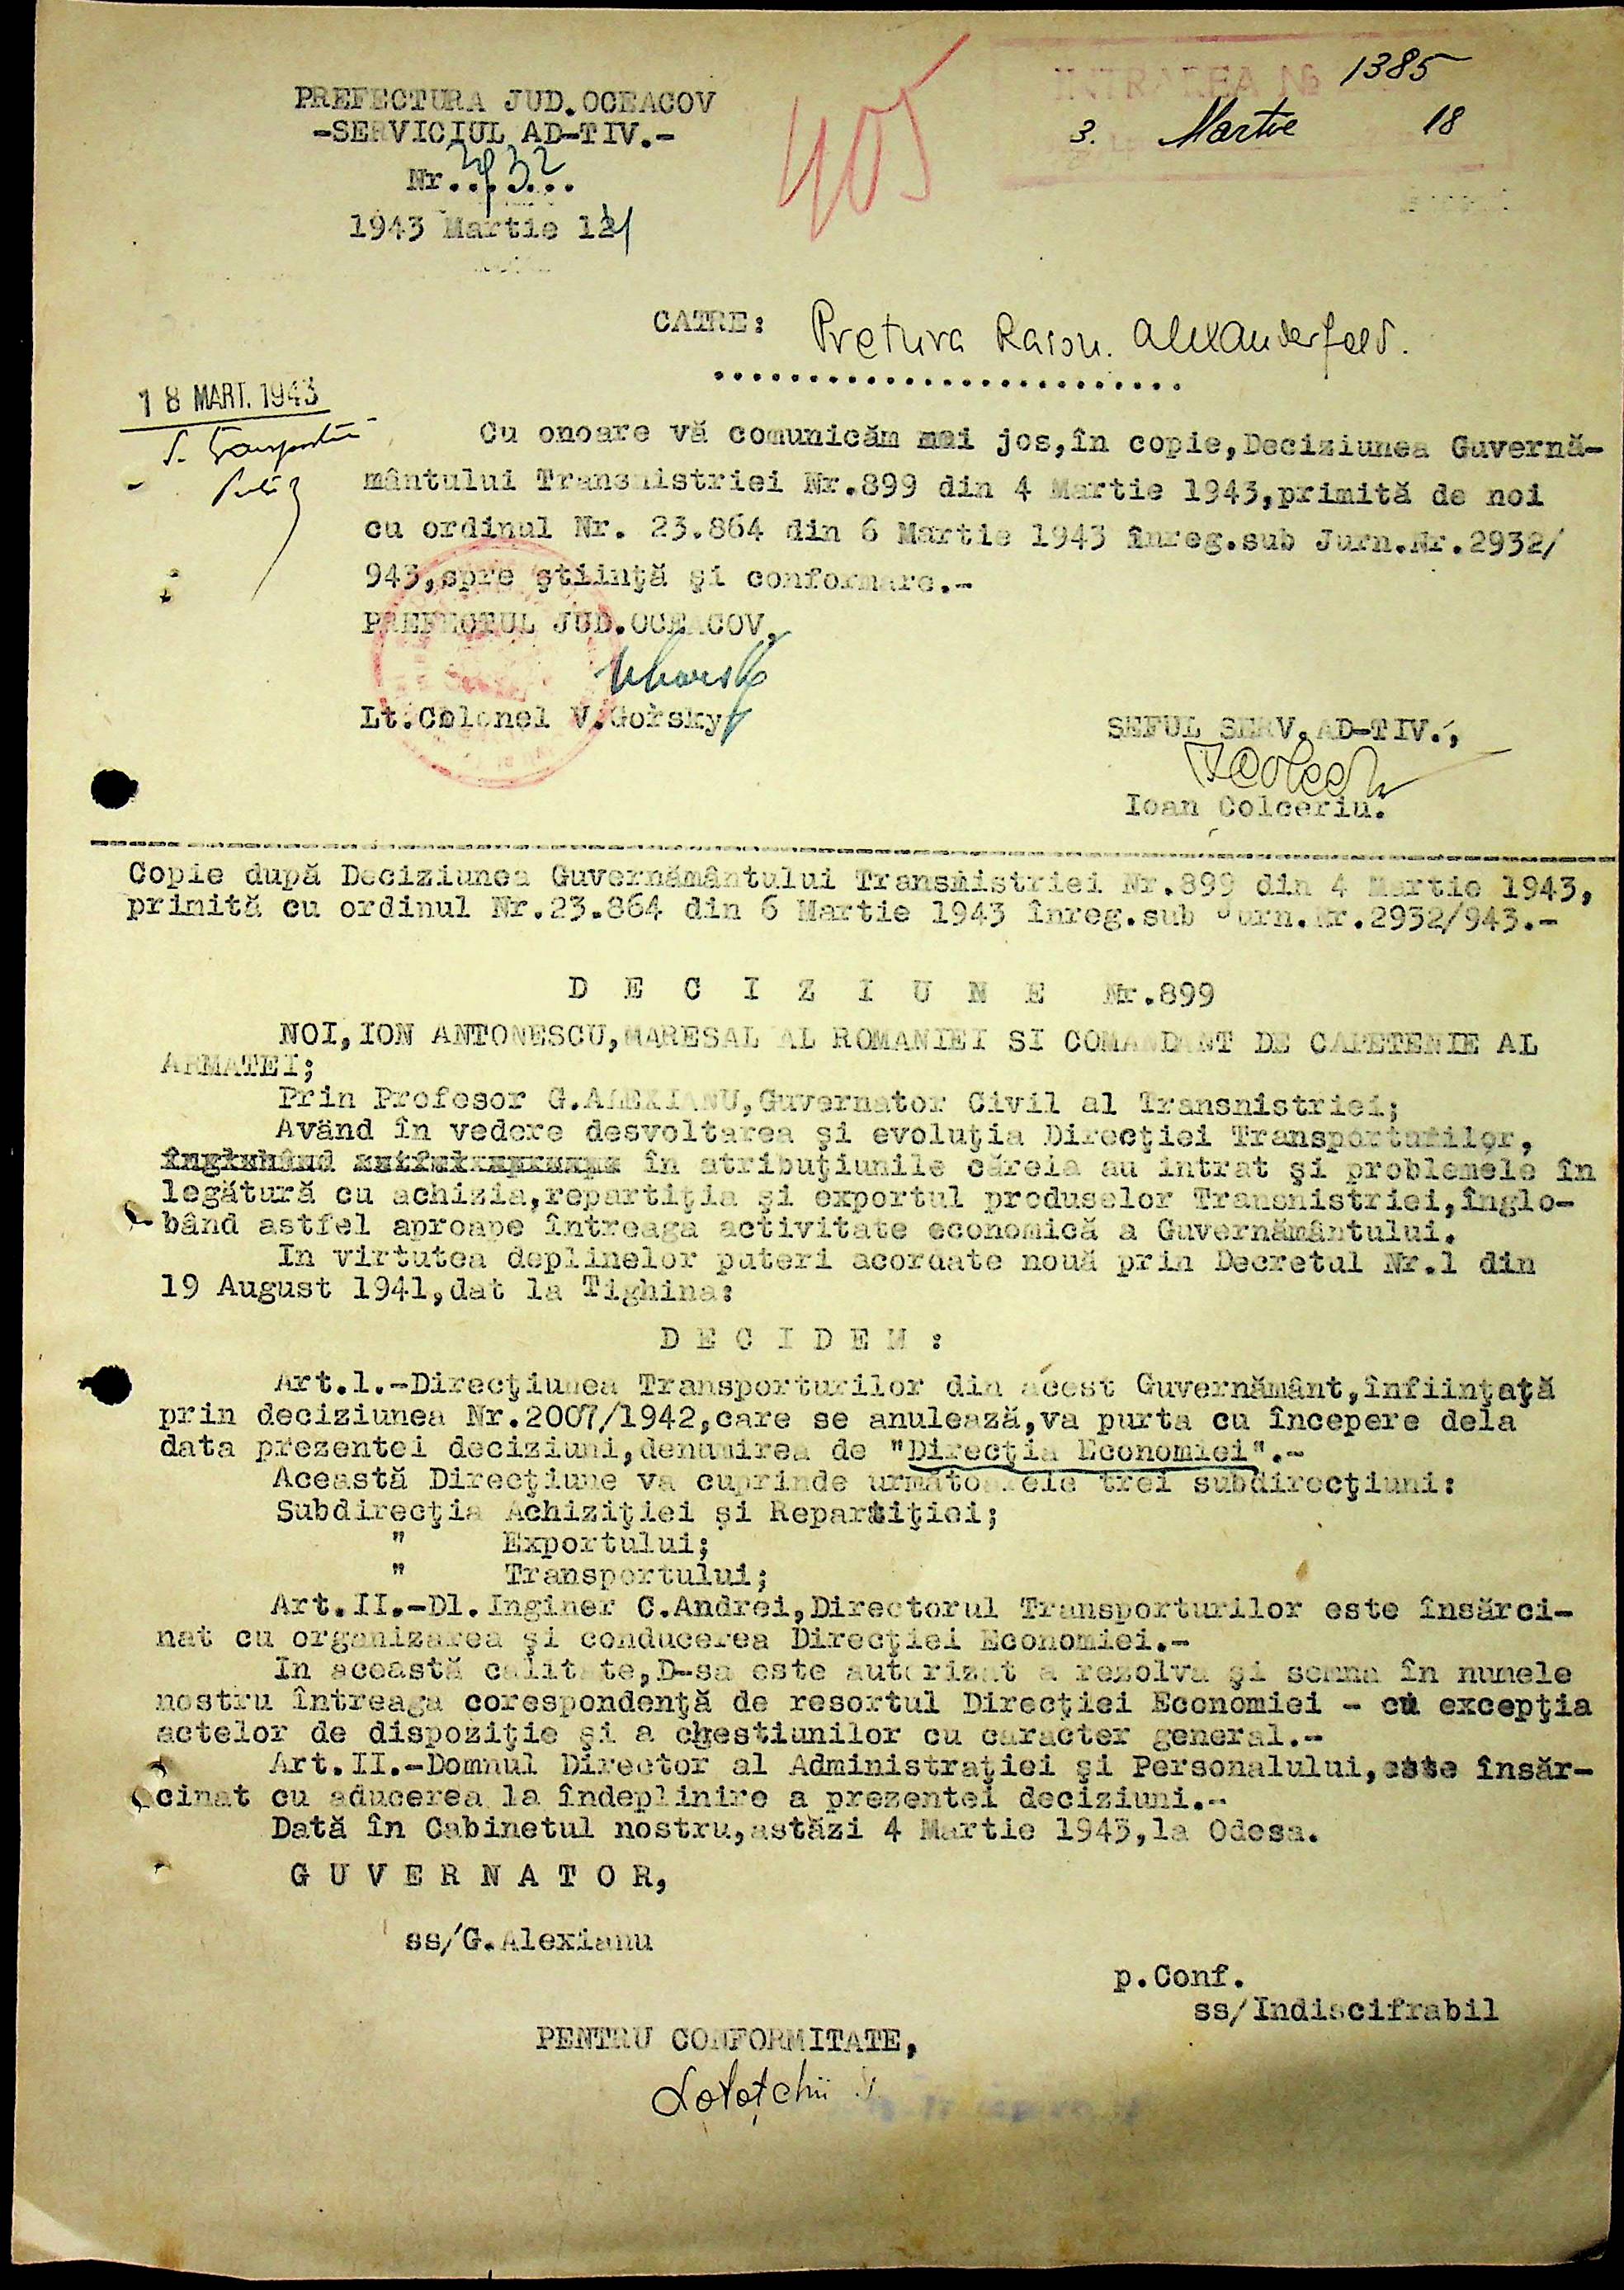 INTRAREA № 1385
3. Martie 18
405
PREFECTURA JUD.OCEACOV
-SERVICIUL AD-TIV.-
Nr. 2932
1943 Martie 14
CATRE: Pretura Raion. Alexanderfeld.
18 MART. 1943
Cu onoare vă comunicăm mai jos,în copie,Deciziunea Guvernă-
mântului Transnistriei Nr.899 din 4 Martie 1943,primită de noi
cu ordinul Nr. 23.864 din 6 Martie 1943 înreg.sub Jurn.Nr.2932/
943,spre ştiinţă şi conformare.-
PREFECTUL JUD.OCEACOV,
Lt.Colonel V.Gorsky
SEFUL SERV.AD-TIV.,
Ioan Colceriu.
Copie după Deciziunea Guvernământului Transnistriei Nr.899 din 4 Martie 1943,
primită cu ordinul Nr.23.864 din 6 Martie 1943 înreg.sub Jurn.Nr.2932/943.-
D E C I Z I U N E Nr.899
NOI,ION ANTONESCU,MARESAL AL ROMANIEI SI COMANDANT DE CAPETENIE AL
ARMATEI;
Prin Profesor G.ALEXIANU,Guvernator Civil al Transnistriei;
Având în vedere desvoltarea şi evoluţia Direcţiei Transporturilor,
în atribuţiunile căreia au intrat şi problemele în
legătură cu achizia,repartiţia şi exportul produselor Transnistriei,înglo-
bând astfel aproape întreaga activitate economică a Guvernământului.
In virtutea deplinelor puteri acordate nouă prin Decretul Nr.1 din
19 August 1941,dat la Tighina:
D E C I D E M :
Art.1.-Direcţiunea Transporturilor din acest Guvernământ,înfiinţată
prin deciziunea Nr.2007/1942,care se anulează,va purta cu începere dela
data prezentei deciziuni,denumirea de "Direcţia Economiei".-
Această Direcţiune va cuprinde următoarele trei subdirecţiuni:
Subdirecţia Achiziţiei şi Repartiţiei;
" Exportului;
" Transportului;
Art.II.-Dl.Inginer C.Andrei,Directorul Transporturilor este însărci-
nat cu organizarea şi conducerea Direcţiei Economiei.-
In această calitate,D-sa este autorizat a rezolva şi semna în numele
nostru întreaga corespondenţă de resortul Direcţiei Economiei - cu excepţia
actelor de dispoziţie şi a chestiunilor cu caracter general.-
Art.II.-Domnul Director al Administraţiei şi Personalului,este însăr-
cinat cu aducerea la îndeplinire a prezentei deciziuni.-
Dată în Cabinetul nostru,astăzi 4 Martie 1943,la Odesa.
G U V E R N A T O R,
ss/G.Alexianu
p.Conf.
ss/Indiscifrabil
PENTRU CONFORMITATE,